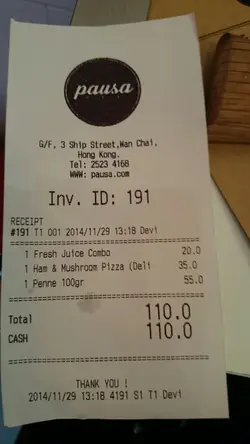 pausa
G/F, 3 Ship Street,Wan Chai,
Hong Kong.
Tel: 2523 4168
WWW: pausa.com
Inv. ID: 191
RECEIPT
#191 T1 001 2014/11/29 13:18 Devi
1 Fresh Juice Combo 20.0
1 Ham & Mushroom Pizza (Deli 35.0
1 Penne 100gr 55.0
Total 110.0
CASH 110.0
THANK YOU !
2014/11/29 13:18 4191 S1 T1 Devi